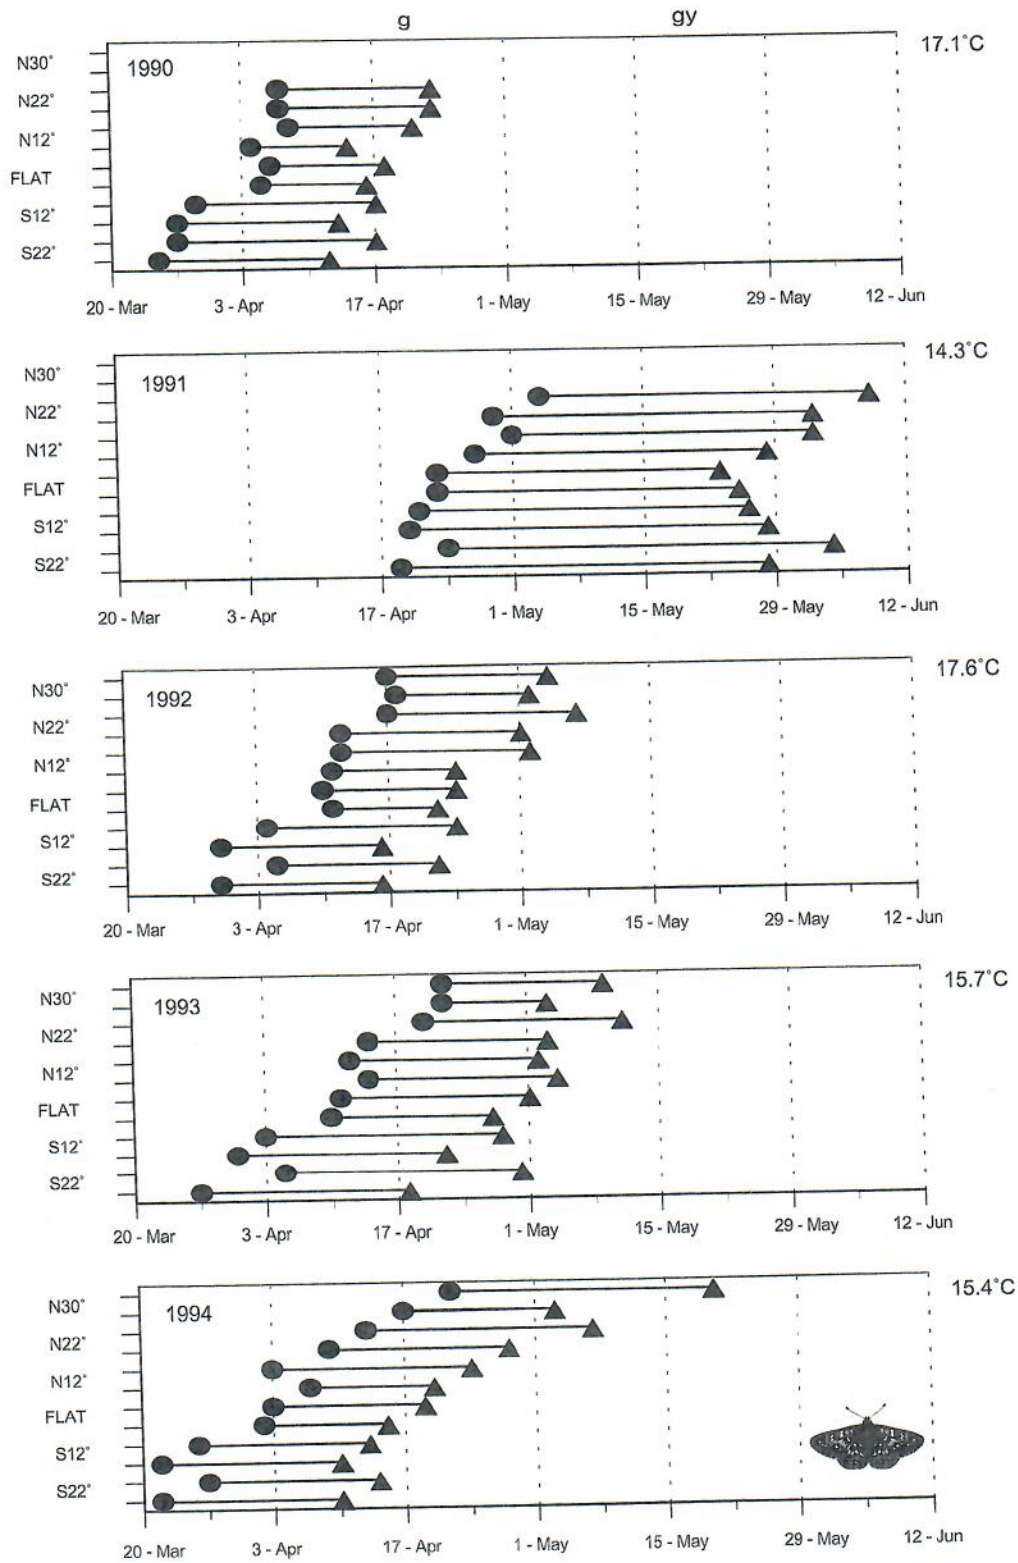 g gy
17.1°C
1990
N30°
N22°
N12°
FLAT
S12°
S22°
20 - Mar 3 - Apr 17 - Apr 1 - May 15 - May 29 - May 12 - Jun
14.3°C
1991
N30°
N22°
N12°
FLAT
S12°
S22°
20 - Mar 3 - Apr 17 - Apr 1 - May 15 - May 29 - May 12 - Jun
17.6°C
1992
N30°
N22°
N12°
FLAT
S12°
S22°
20 - Mar 3 - Apr 17 - Apr 1 - May 15 - May 29 - May 12 - Jun
15.7°C
1993
N30°
N22°
N12°
FLAT
S12°
S22°
20 - Mar 3 - Apr 17 - Apr 1 - May 15 - May 29 - May 12 - Jun
15.4°C
1994
N30°
N22°
N12°
FLAT
S12°
S22°
20 - Mar 3 - Apr 17 - Apr 1 - May 15 - May 29 - May 12 - Jun